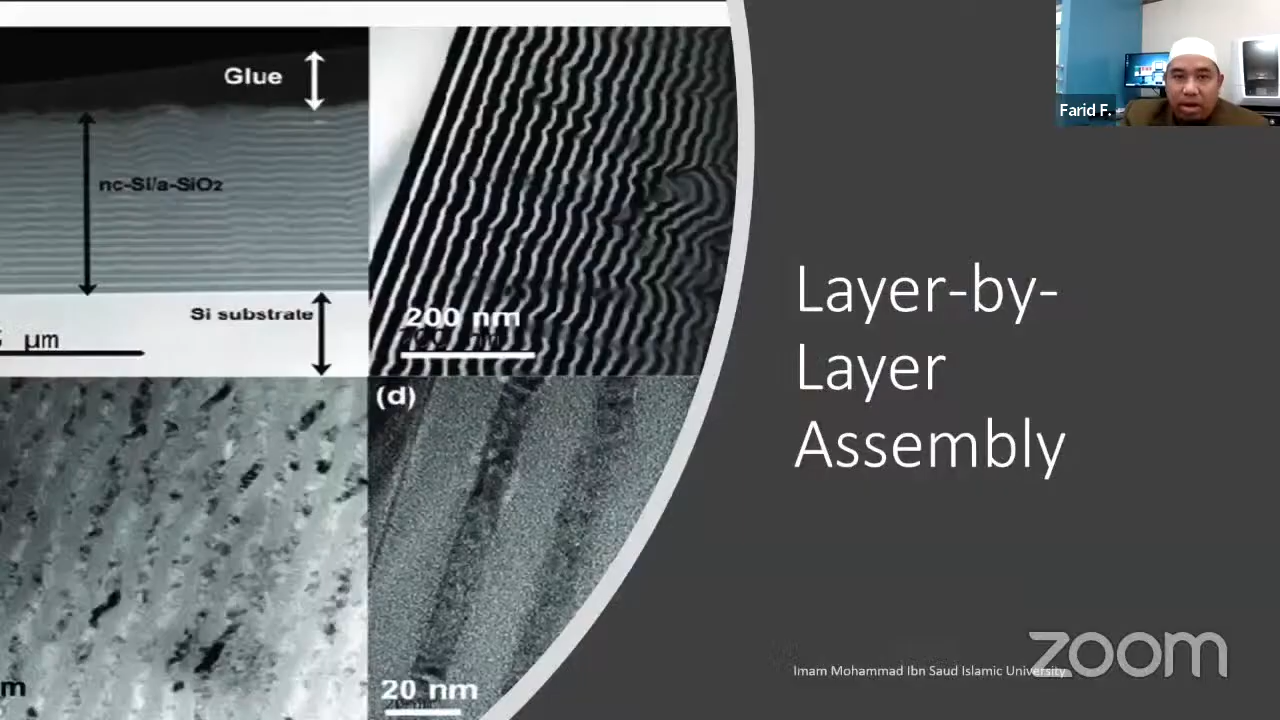 Glue
nc-Si/a-SiO2
Si substrate
µm
200 nm
(d)
20 nm
Layer-by-
Layer
Assembly
Farid F.
Imam Mohammad Ibn Saud Islamic University
zoom